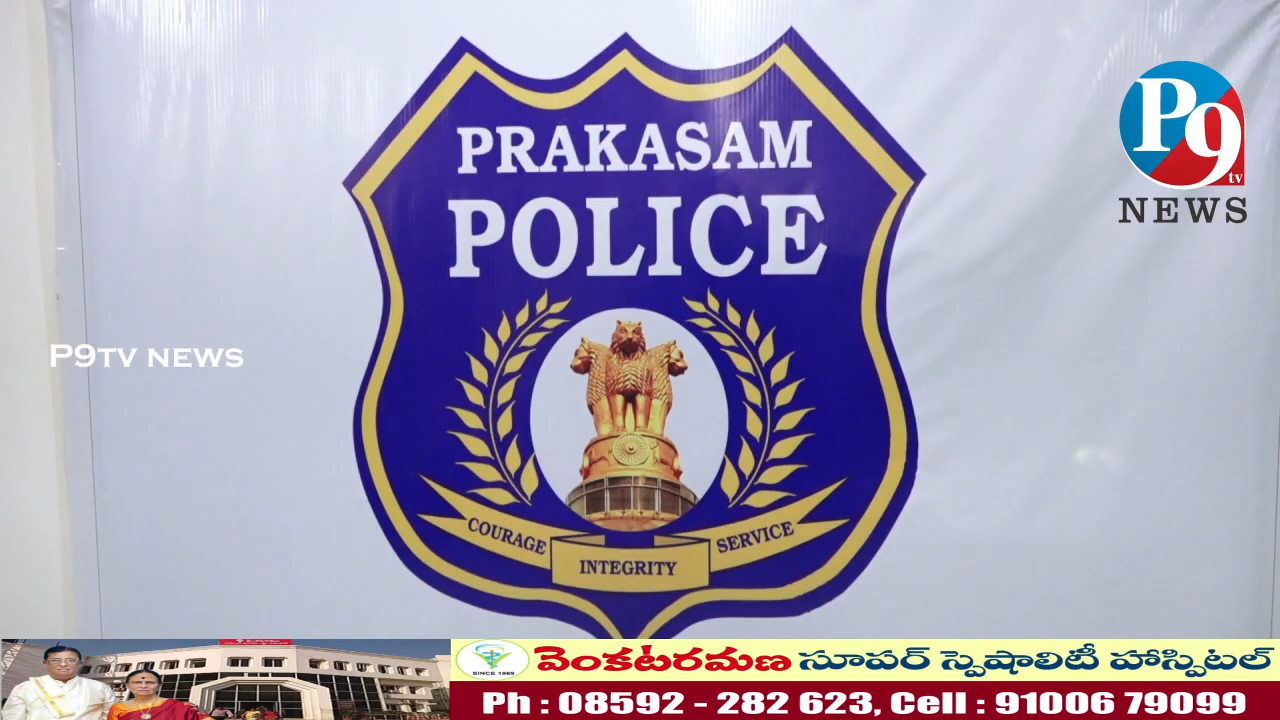 PRAKASAM
POLICE
COURAGE
INTEGRITY
SERVICE
P9
tv
NEWS
P9TV NEWS
SINCE 1969
వెంకటరమణ సూపర్ స్పెషాలిటీ హాస్పిటల్
Ph : 08592 - 282 623, Cell : 91006 79099